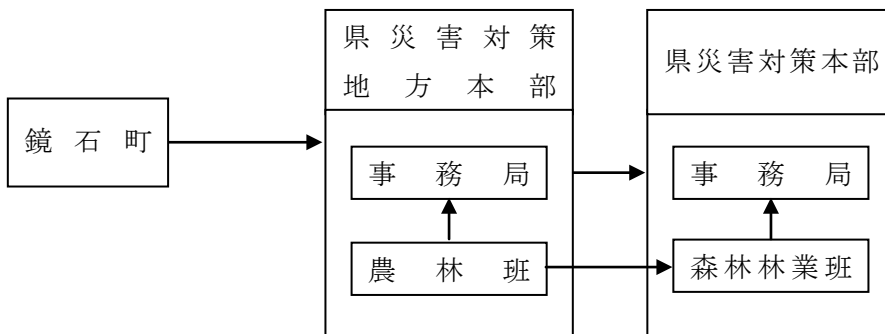 鏡石町
県災害対策
地方本部
事務局
農林班
県災害対策本部
事務局
森林林業班